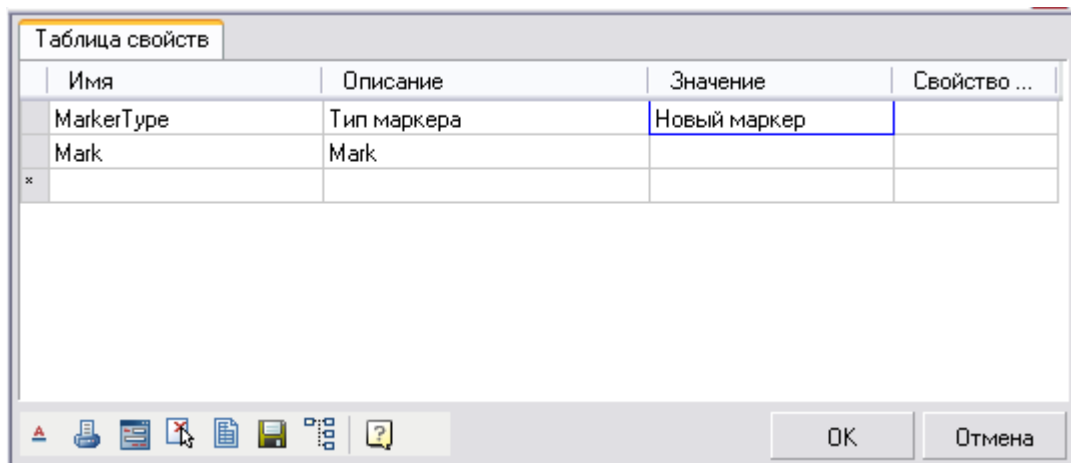 Таблица свойств
Имя Описание Значение Свойство ...
MarkerType Тип маркера Новый маркер
Mark Mark
*
A ?
OK Отмена